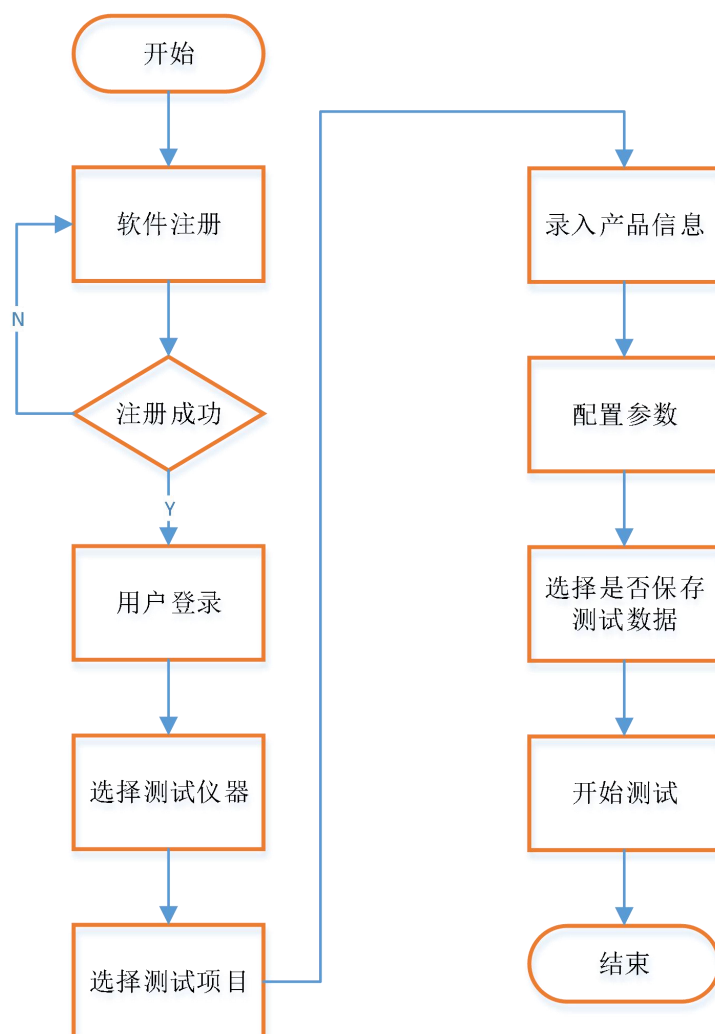 开始
软件注册
N
注册成功
Y
用户登录
选择测试仪器
选择测试项目
录入产品信息
配置参数
选择是否保存
测试数据
开始测试
结束